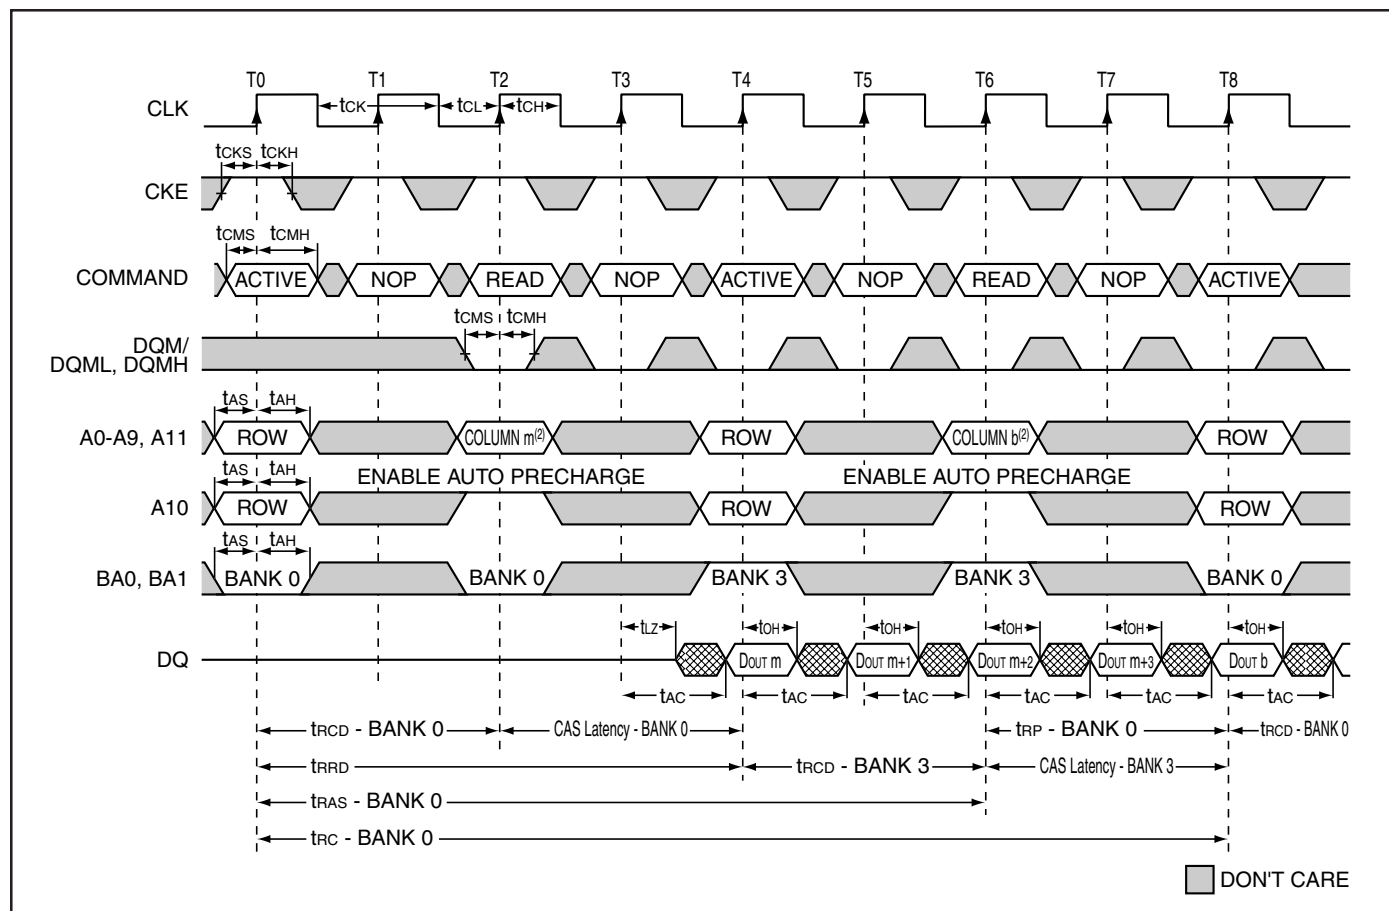 T0 T1 T2 T3 T4 T5 T6 T7 T8
CLK tCK tCL tCH
tCKS tCKH
CKE
tCMS tCMH
COMMAND ACTIVE NOP READ NOP ACTIVE NOP READ NOP ACTIVE
tCMS tCMH
DQM/
DQML, DQMH
tAS tAH
A0-A9, A11 ROW COLUMN m(2) ROW COLUMN b(2) ROW
tAS tAH ENABLE AUTO PRECHARGE ENABLE AUTO PRECHARGE
A10 ROW ROW ROW
tAS tAH
BA0, BA1 BANK 0 BANK 0 BANK 3 BANK 3 BANK 0
tLZ tOH tOH tOH tOH tOH
DQ DOUT m DOUT m+1 DOUT m+2 DOUT m+3 DOUT b
tAC tAC tAC tAC tAC tAC
tRCD - BANK 0 CAS Latency - BANK 0 tRP - BANK 0 tRCD - BANK 0
tRRD tRCD - BANK 3 CAS Latency - BANK 3
tRAS - BANK 0
tRC - BANK 0
DON'T CARE